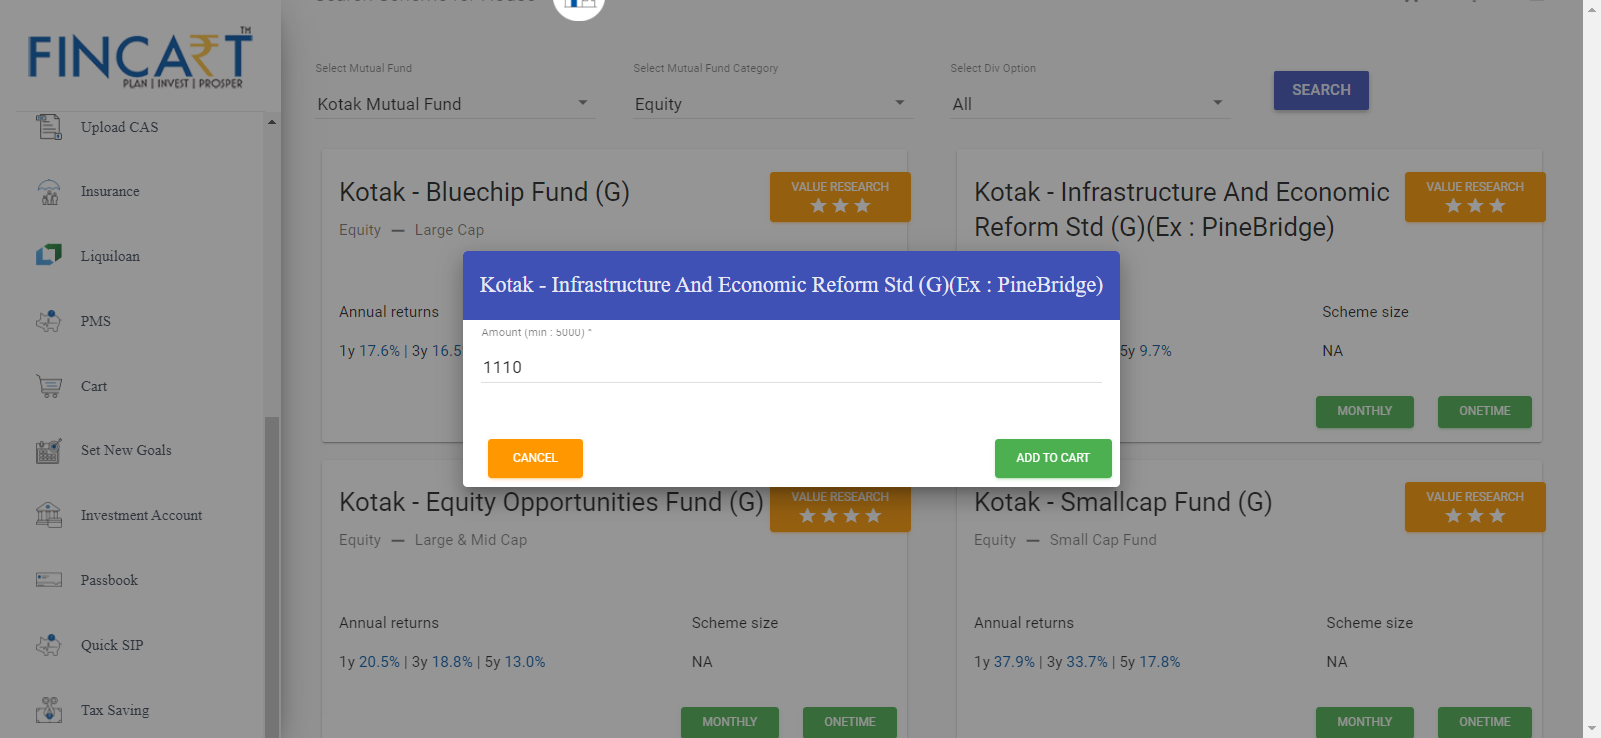 FINCART
TM
PLAN | INVEST | PROSPER
Upload CAS
Insurance
Liquiloan
PMS
Cart
Set New Goals
Investment Account
Passbook
Quick SIP
Tax Saving
Select Mutual Fund
Kotak Mutual Fund
Select Mutual Fund Category
Equity
Select Div Option
All
SEARCH
Kotak - Bluechip Fund (G)
Equity — Large Cap
VALUE RESEARCH
Annual returns
1y 17.6% | 3y 16.5
Kotak - Infrastructure And Economic
Reform Std (G)(Ex : PineBridge)
VALUE RESEARCH
5y 9.7%
Scheme size
NA
MONTHLY
ONETIME
Kotak - Infrastructure And Economic Reform Std (G)(Ex : PineBridge)
Amount (min : 5000) *
1110
CANCEL
ADD TO CART
Kotak - Equity Opportunities Fund (G)
Equity — Large & Mid Cap
VALUE RESEARCH
Annual returns
Scheme size
1y 20.5% | 3y 18.8% | 5y 13.0%
NA
MONTHLY
ONETIME
Kotak - Smallcap Fund (G)
Equity — Small Cap Fund
VALUE RESEARCH
Annual returns
Scheme size
1y 37.9% | 3y 33.7% | 5y 17.8%
NA
MONTHLY
ONETIME